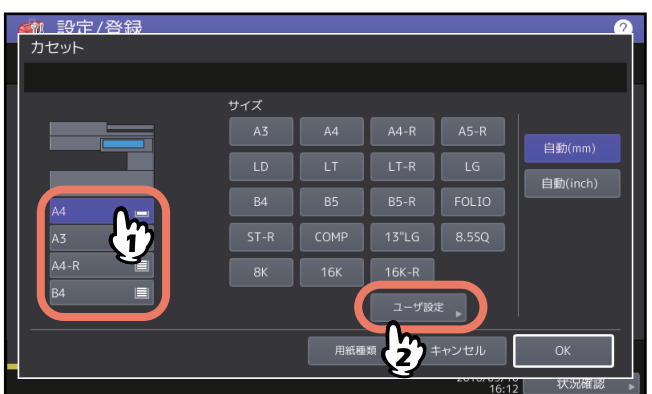 設定/登録
?
カセット
サイズ
A3 A4 A4-R A5-R
自動(mm)
LD LT LT-R LG
自動(inch)
A4
B4 B5 B5-R FOLIO
1
A3
ST-R COMP 13"LG 8.5SQ
A4-R
8K 16K 16K-R
B4
ユーザ設定
2
用紙種類
キャンセル
OK
16:12
状況確認